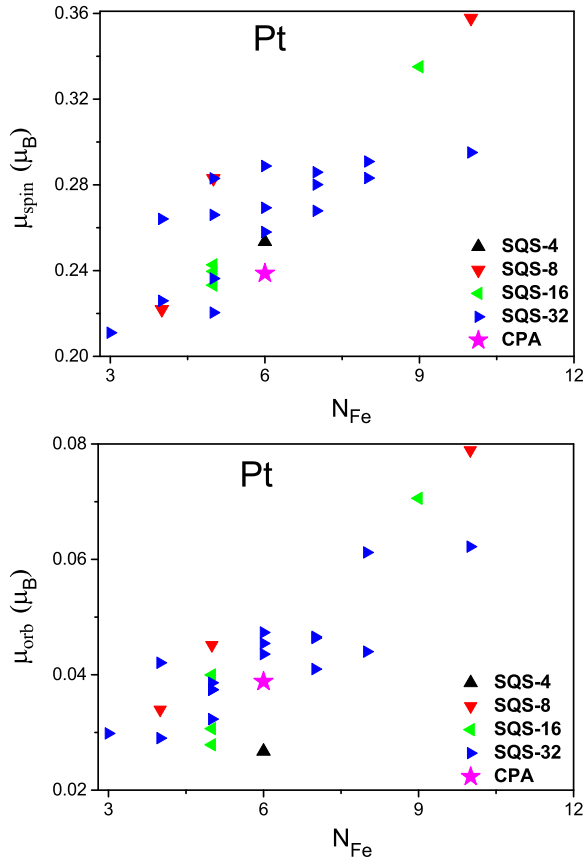 Pt
0.36
0.32
0.28
0.24
0.20
μspin (μB)
SQS-4
SQS-8
SQS-16
SQS-32
CPA
3 6 9 12
NFe
Pt
0.08
0.06
0.04
0.02
μorb (μB)
SQS-4
SQS-8
SQS-16
SQS-32
CPA
3 6 9 12
NFe